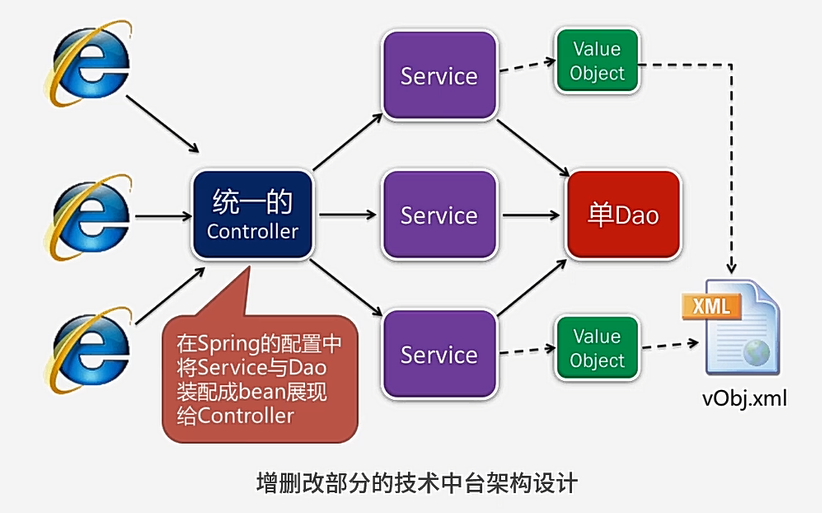 Service
Value
Object
统一的
Controller
Service
单Dao
XML
vObj.xml
在Spring的配置中
将Service与Dao
装配成bean展现
给Controller
Service
Value
Object
增删改部分的技术中台架构设计